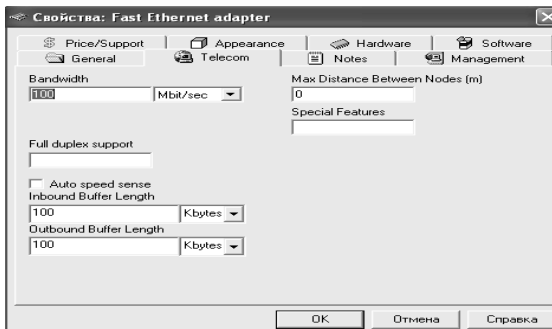 Свойства: Fast Ethernet adapter
Price/Support Appearance Hardware Software
General Telecom Notes Management
Bandwidth
100 Mbit/sec
Max Distance Between Nodes (m)
0
Special Features
Full duplex support
Auto speed sense
Inbound Buffer Length
100 Kbytes
Outbound Buffer Length
100 Kbytes
OK Отмена Справка